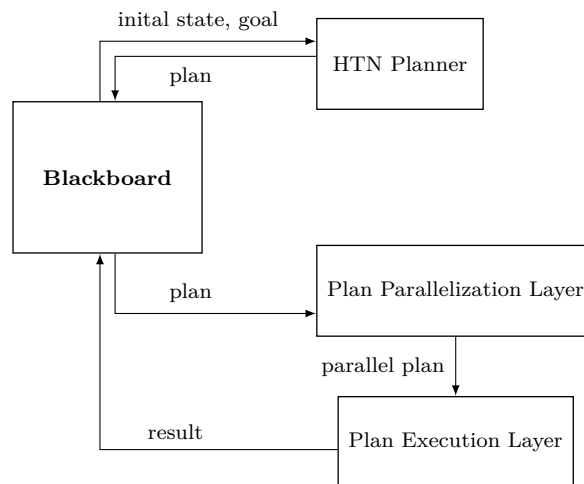 inital state, goal
HTN Planner
plan
Blackboard
plan
Plan Parallelization Layer
parallel plan
result
Plan Execution Layer